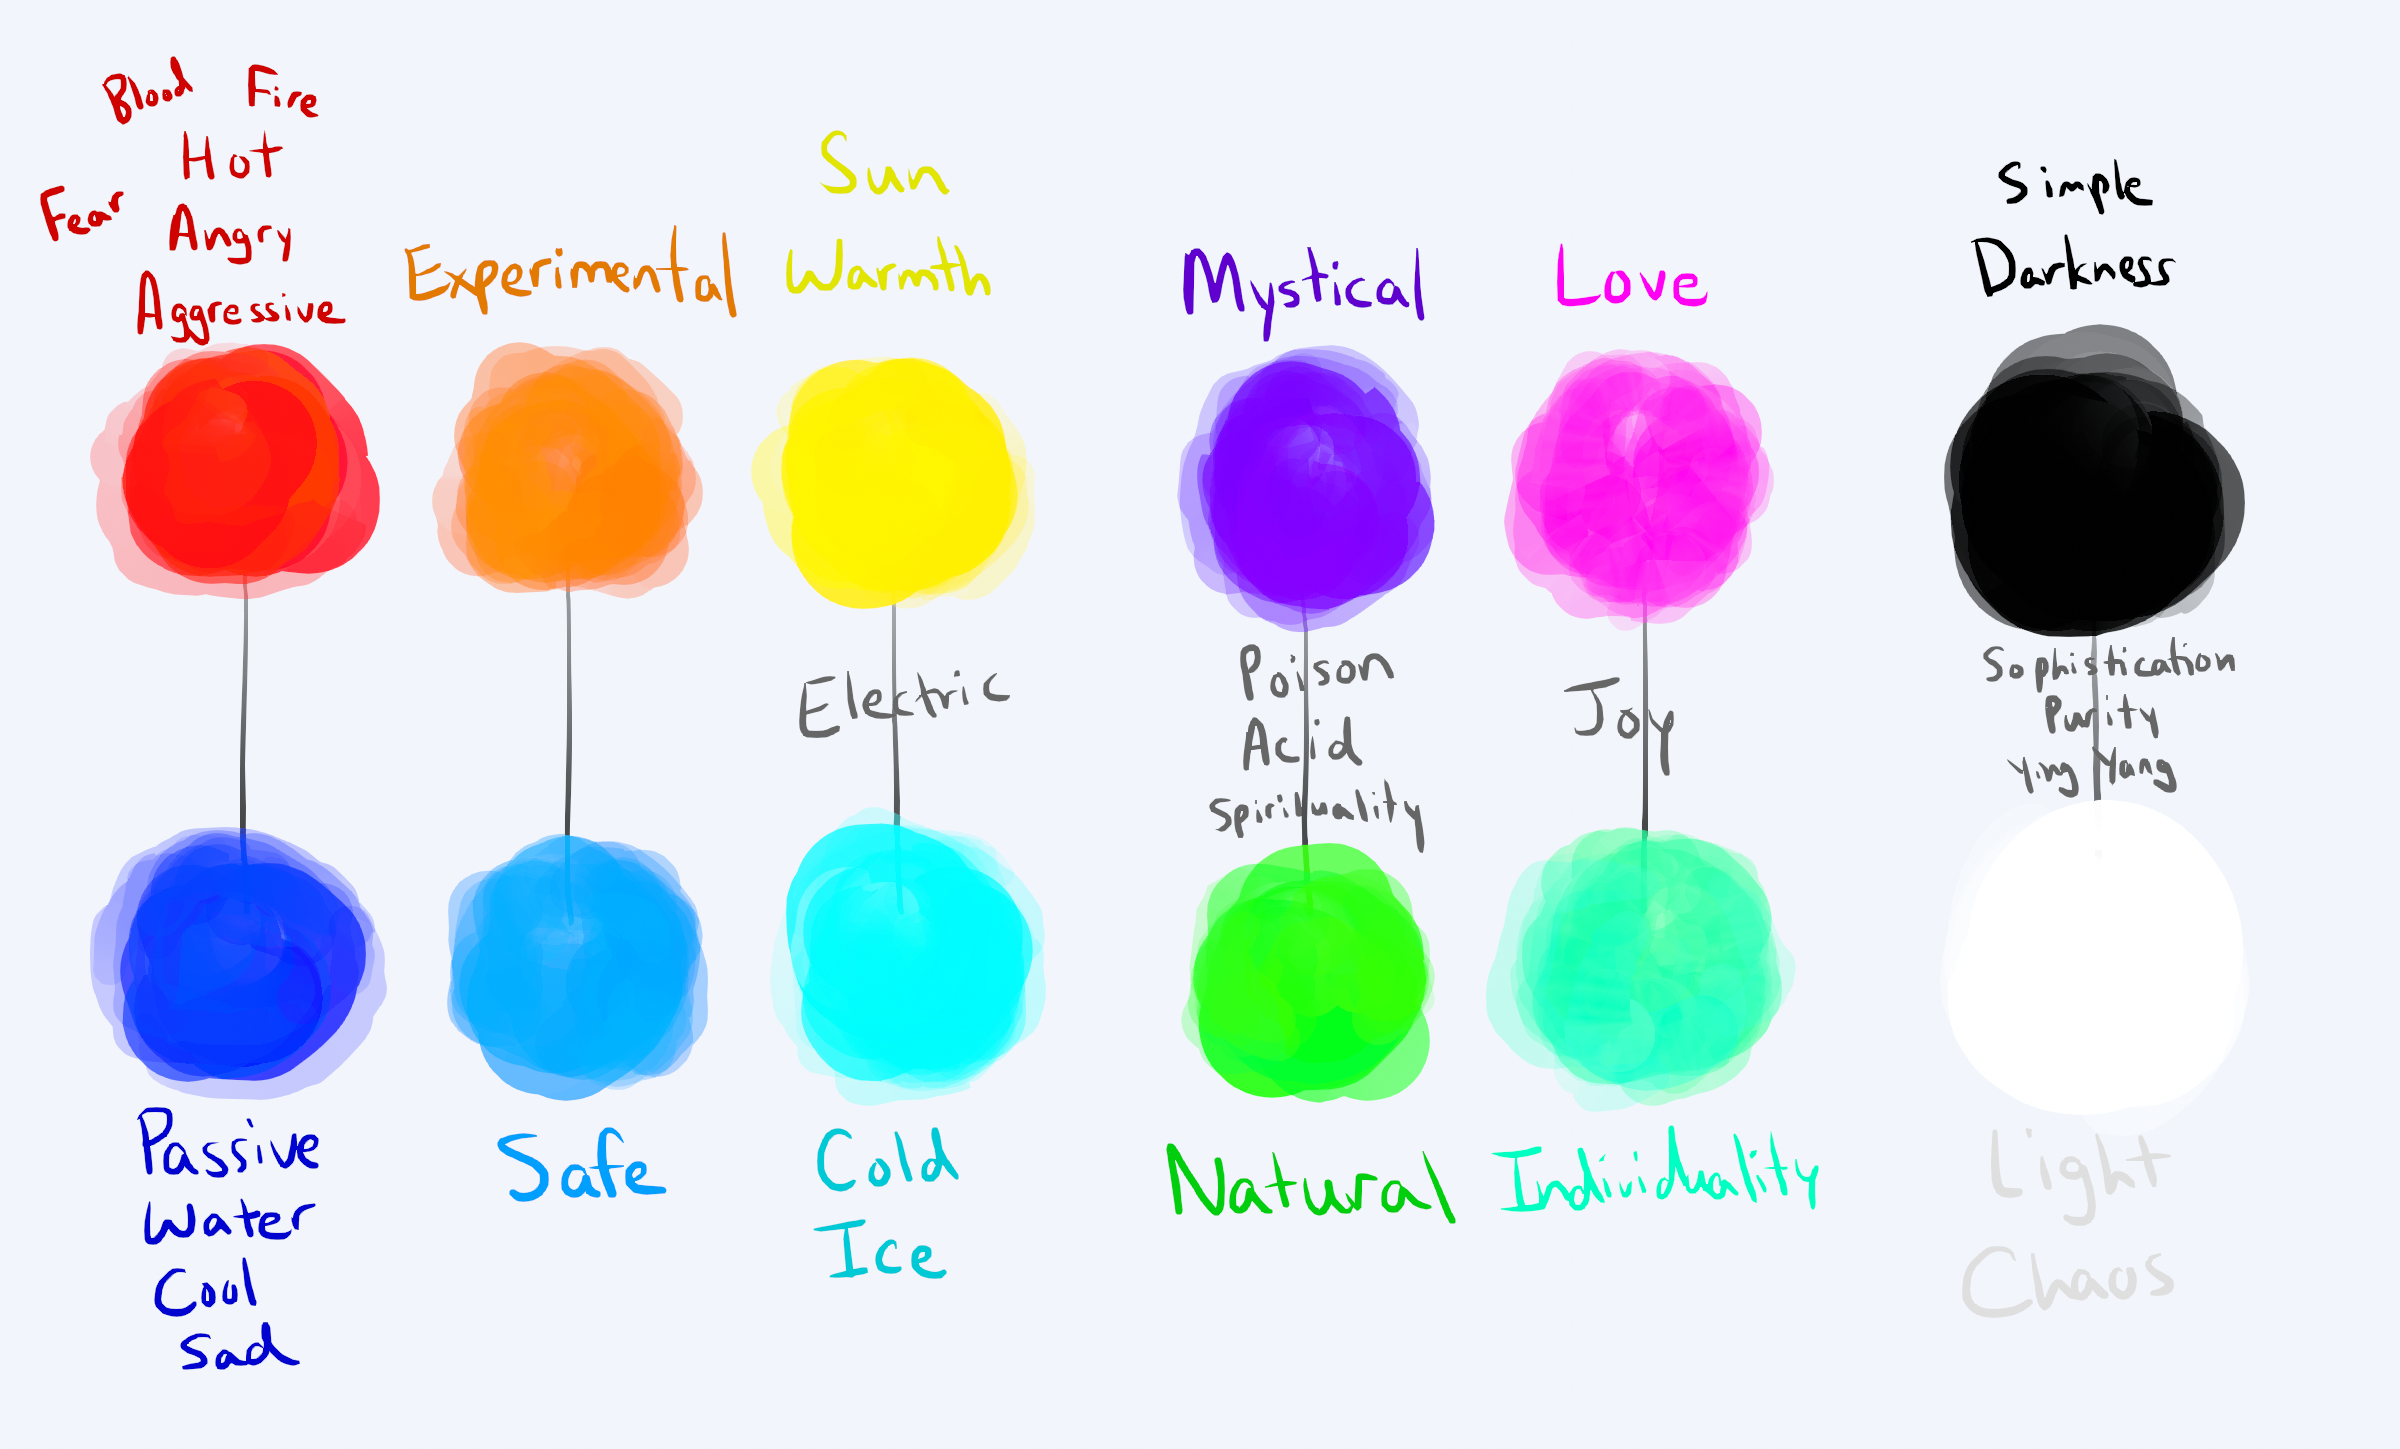 Blood Fire
Hot
Fear
Angry
Aggressive
Experimental
Sun
Warmth
Mystical
Love
Simple
Darkness
Electric
Poison
Acid
Spirituality
Joy
Sophistication
Purity
Ying Yang
Passive
Water
Cool
Sad
Safe
Cold
Ice
Natural
Individuality
Light
Chaos